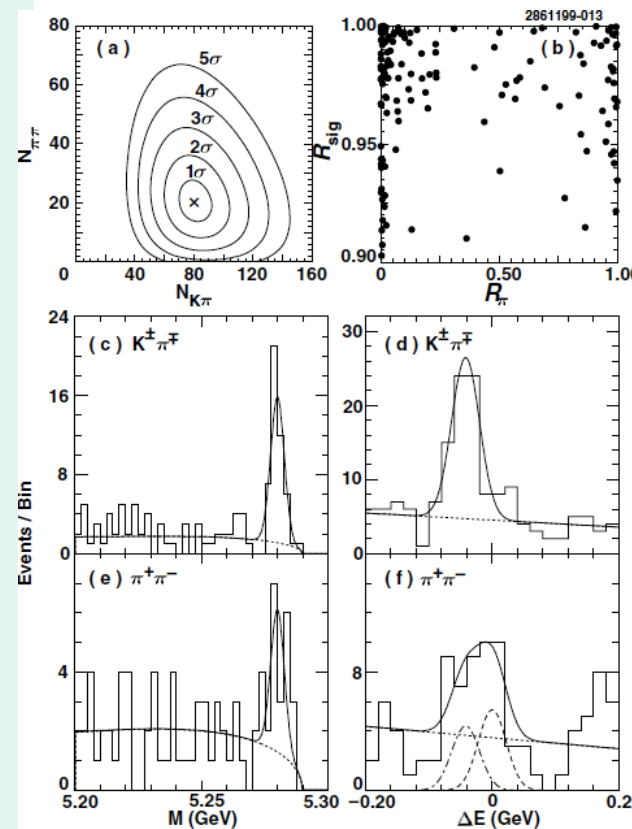 2861199-013
80
60
40
20
0
N_ππ
( a )
5σ
4σ
3σ
2σ
1σ
×
0 40 80 120 160
N_Kπ
1.00
0.95
0.90
R_sig
( b )
0 0.50 1.00
R_π
Events / Bin
24
16
8
0
( c ) K^± π^∓
30
20
10
0
( d ) K^± π^∓
4
0
( e ) π^+ π^−
5.20 5.25 5.30
M (GeV)
8
0
( f ) π^+ π^−
−0.20 0 0.20
ΔE (GeV)